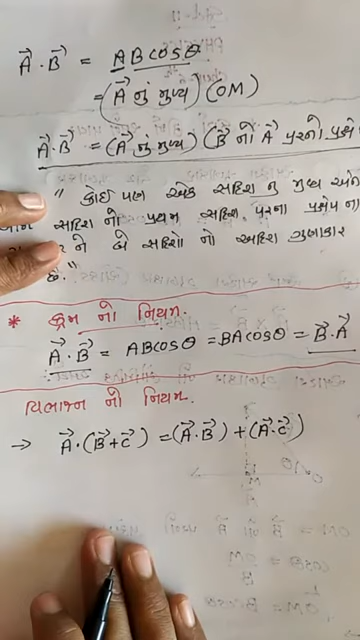 A⃗ · B⃗ = ABcosθ
= (A⃗ નું મુલ્ય) (OM)
A⃗ · B⃗ = (A⃗ નું મુલ્ય) (B⃗ નો A⃗ પરનો પ્રક્ષેપ
" કોઈ પણ એક સદિશ નુ મુલ્ય અને
સદિશ નો પ્રથમ સદિશ પરના પ્રક્ષેપ ના
ને બે સદિશો નો અદિશ ગુણાકાર
છે."
* ક્રમ નો નિયમ.
A⃗ · B⃗ = ABcosθ = BAcosθ = B⃗ · A⃗
વિભાજન નો નિયમ.
→ A⃗ · (B⃗ + C⃗) = (A⃗ · B⃗) + (A⃗ · C⃗)